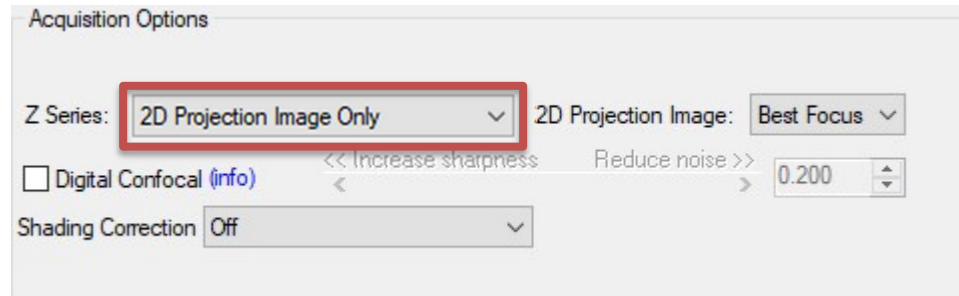 Acquisition Options
Z Series: 2D Projection Image Only 2D Projection Image: Best Focus
Digital Confocal (info) << Increase sharpness Reduce noise >> 0.200
Shading Correction Off